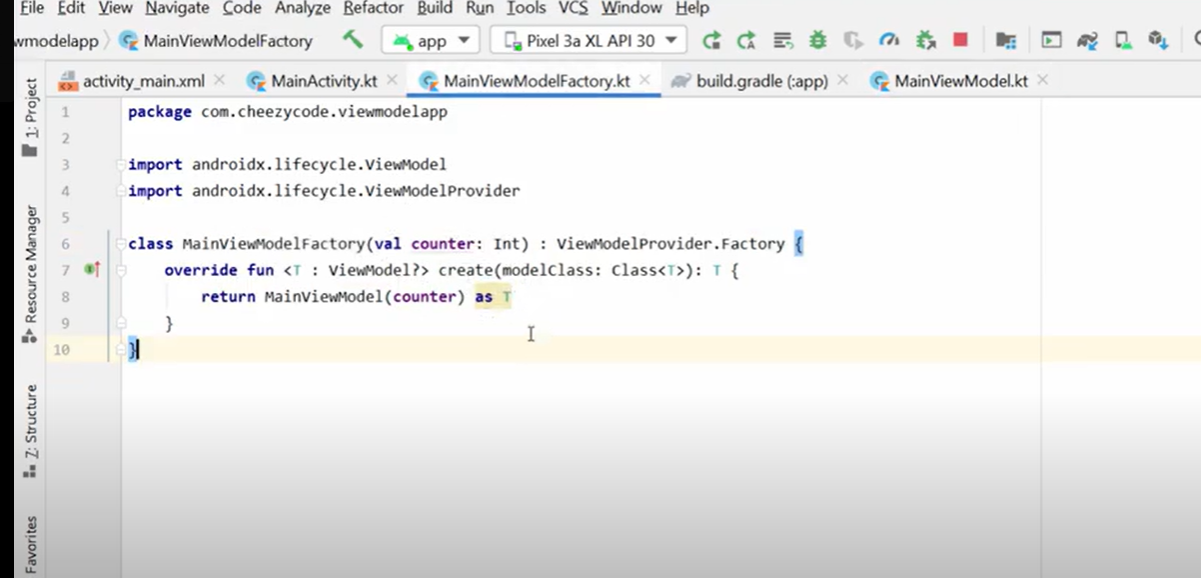 File Edit View Navigate Code Analyze Refactor Build Run Tools VCS Window Help
wmodelapp MainViewModelFactory app Pixel 3a XL API 30
activity_main.xml MainActivity.kt MainViewModelFactory.kt build.gradle (:app) MainViewModel.kt
1: Project
Resource Manager
Z: Structure
Favorites
1 package com.cheezycode.viewmodelapp
2
3 import androidx.lifecycle.ViewModel
4 import androidx.lifecycle.ViewModelProvider
5
6 class MainViewModelFactory(val counter: Int) : ViewModelProvider.Factory {
7     override fun <T : ViewModel?> create(modelClass: Class<T>): T {
8         return MainViewModel(counter) as T
9     }
10 }